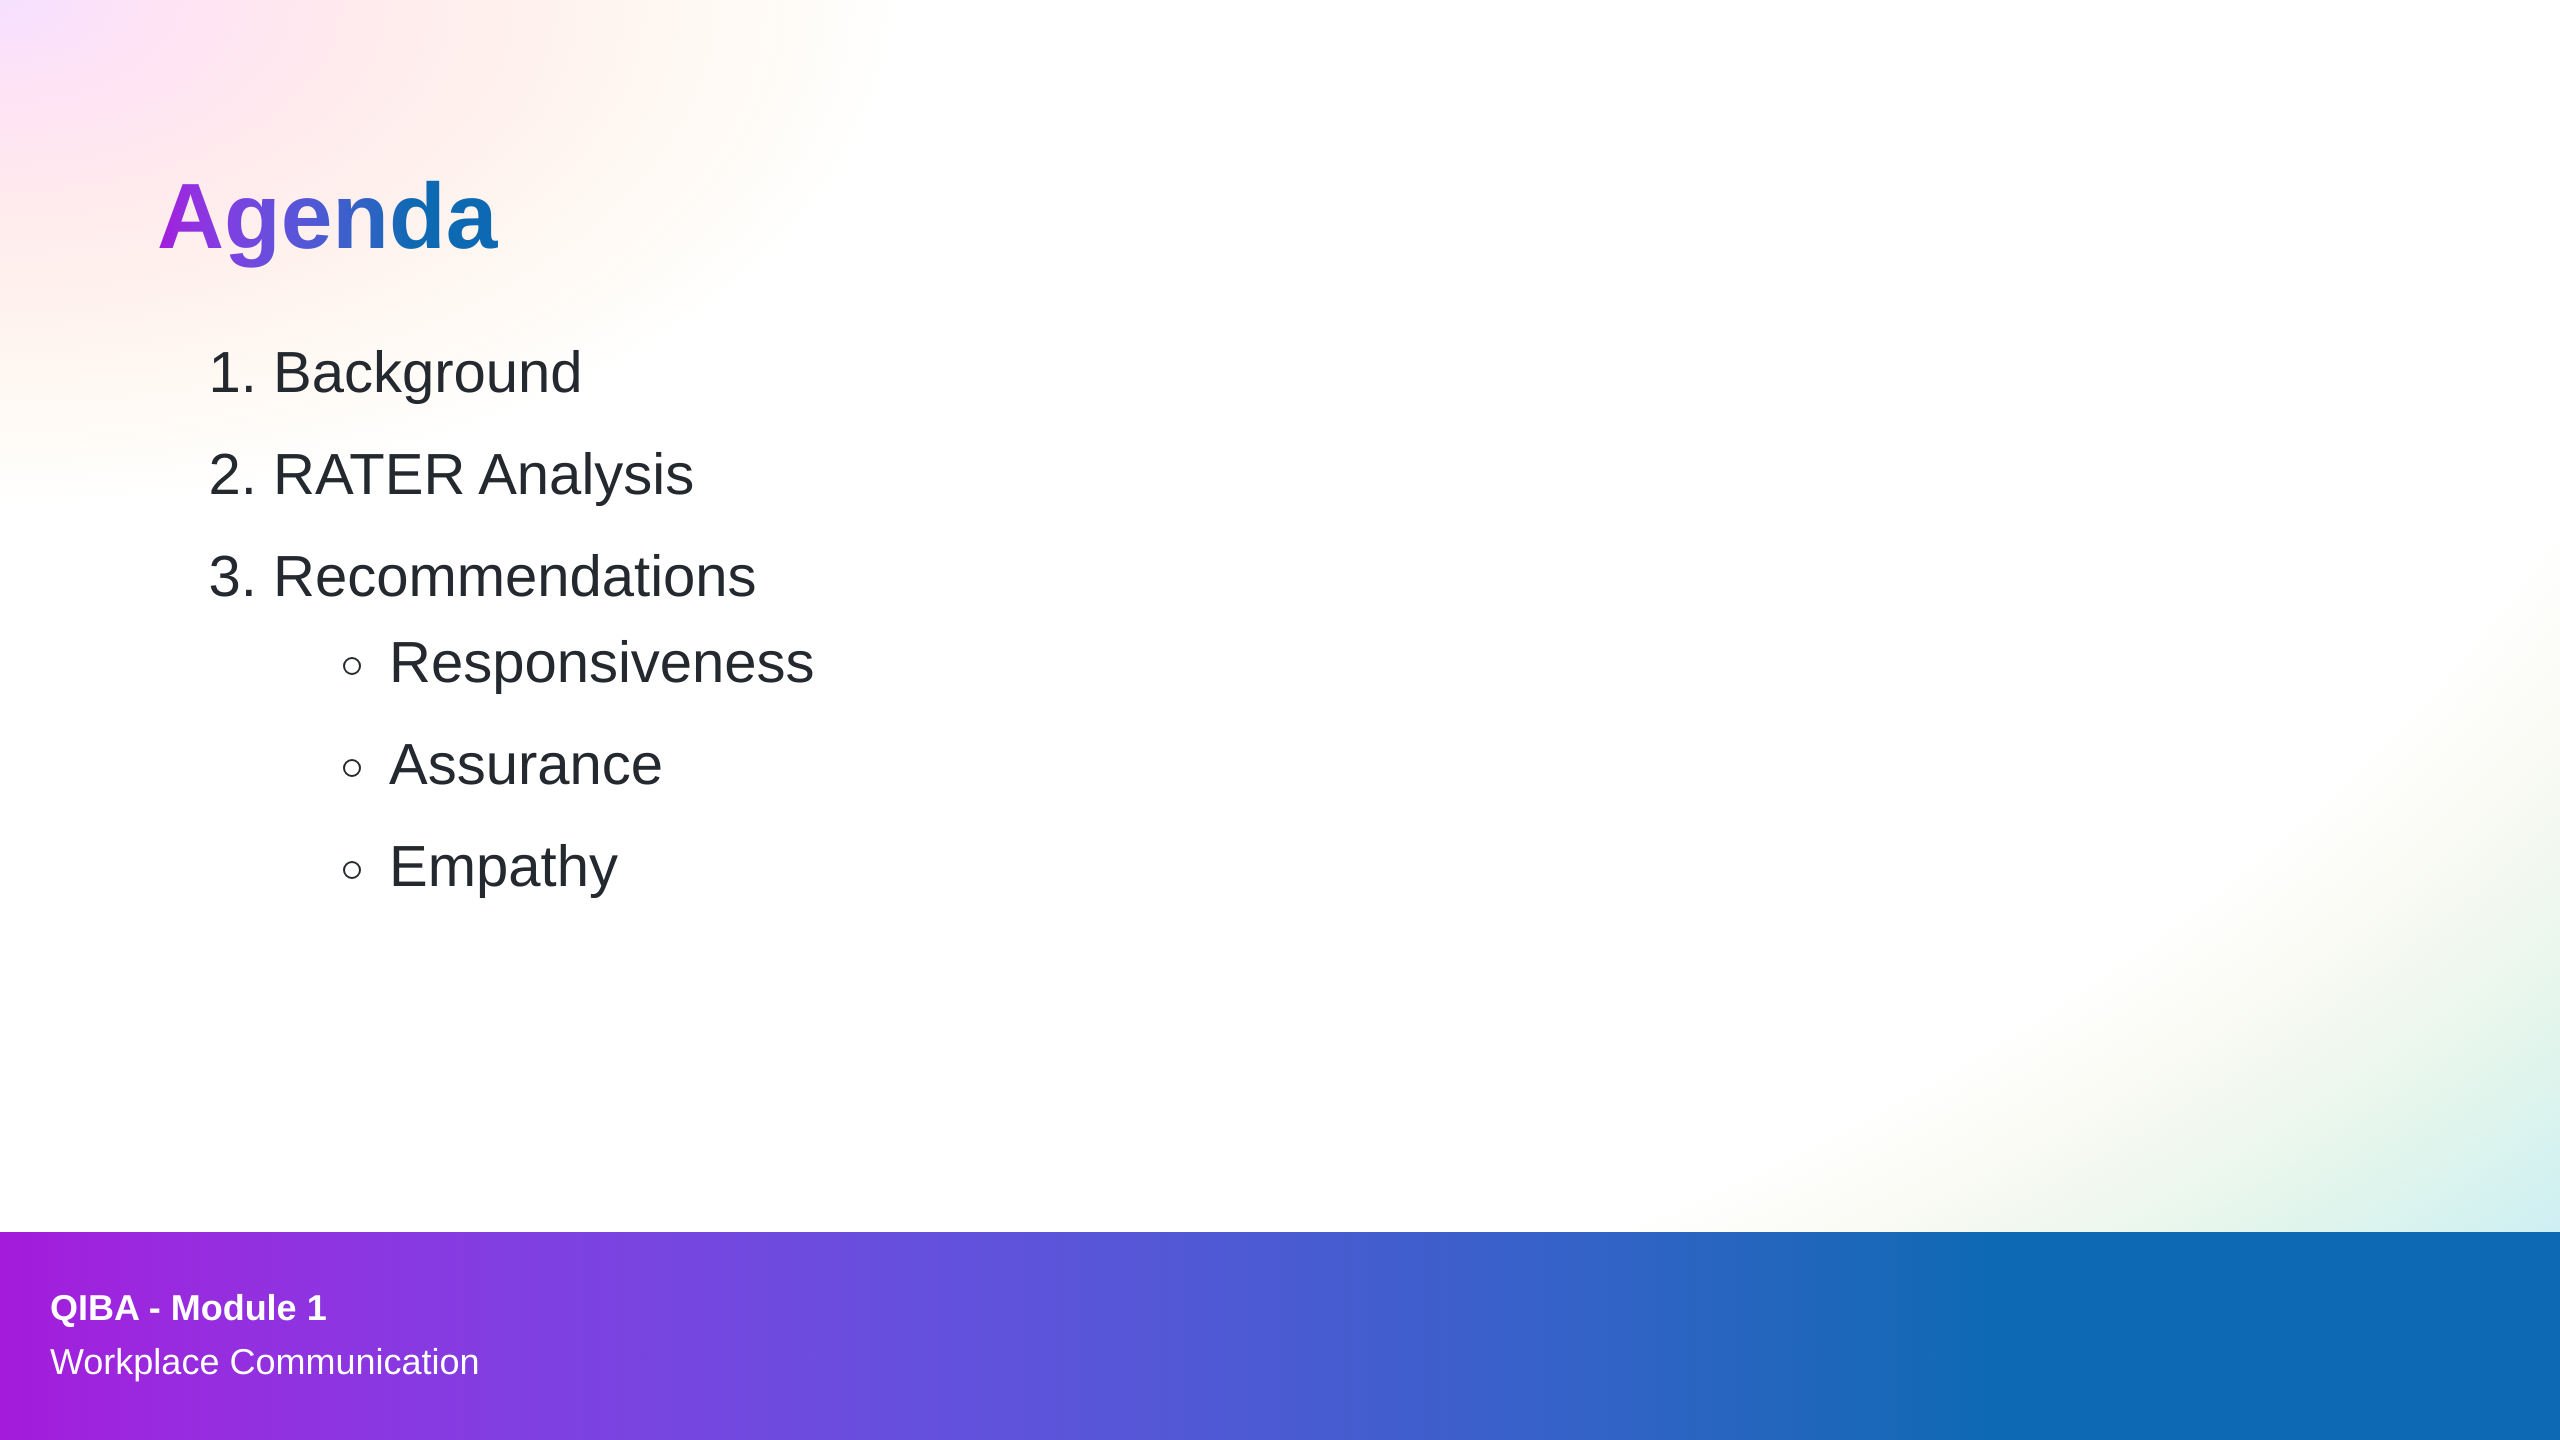 Agenda
1. Background
2. RATER Analysis
3. Recommendations
○ Responsiveness
○ Assurance
○ Empathy
QIBA - Module 1
Workplace Communication